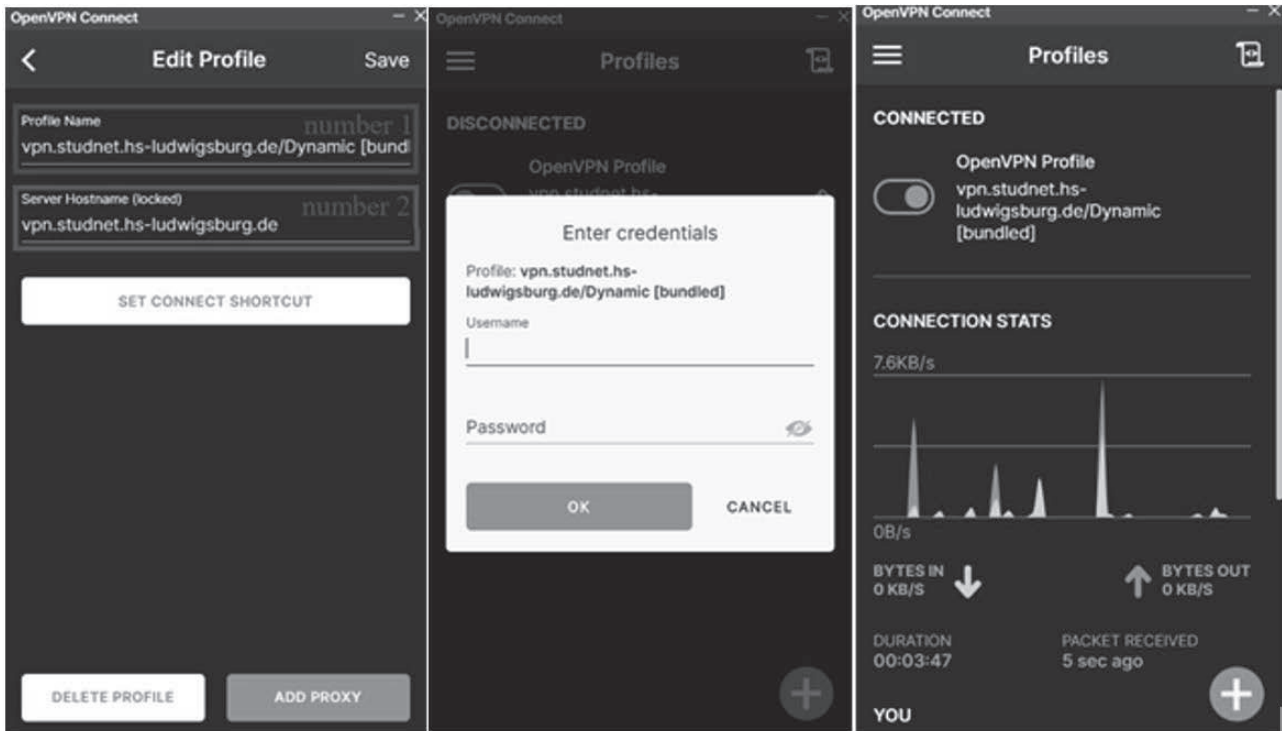 OpenVPN Connect
Edit Profile
Save
Profile Name
number 1
vpn.studnet.hs-ludwigsburg.de/Dynamic [bund
Server Hostname (locked)
number 2
vpn.studnet.hs-ludwigsburg.de
SET CONNECT SHORTCUT
DELETE PROFILE
ADD PROXY
OpenVPN Connect
Profiles
DISCONNECTED
OpenVPN Profile
vpn.studnet.hs-
Enter credentials
Profile: vpn.studnet.hs-
ludwigsburg.de/Dynamic [bundled]
Username
Password
OK
CANCEL
OpenVPN Connect
Profiles
CONNECTED
OpenVPN Profile
vpn.studnet.hs-
ludwigsburg.de/Dynamic
[bundled]
CONNECTION STATS
7.6KB/s
0B/s
BYTES IN
0 KB/S
BYTES OUT
0 KB/S
DURATION
00:03:47
PACKET RECEIVED
5 sec ago
YOU